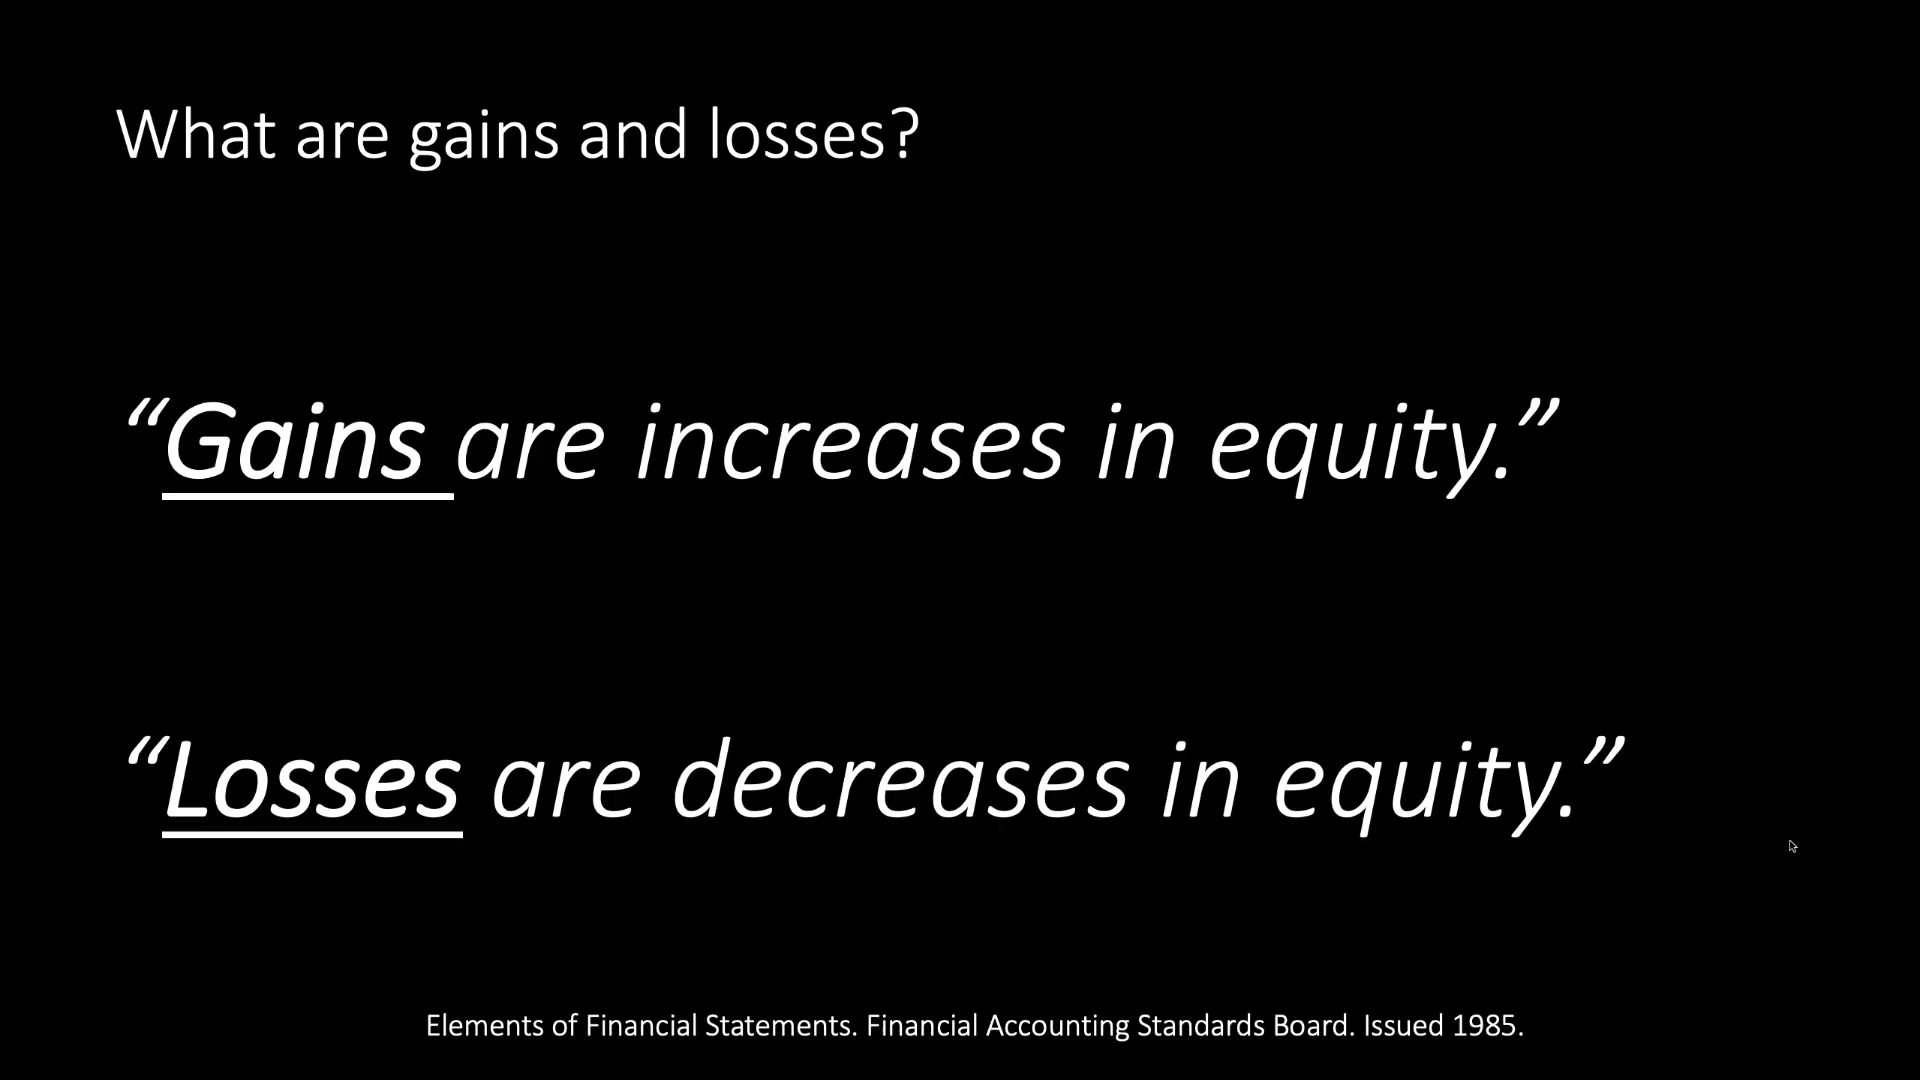 What are gains and losses?
“Gains are increases in equity.”
“Losses are decreases in equity.”
Elements of Financial Statements. Financial Accounting Standards Board. Issued 1985.